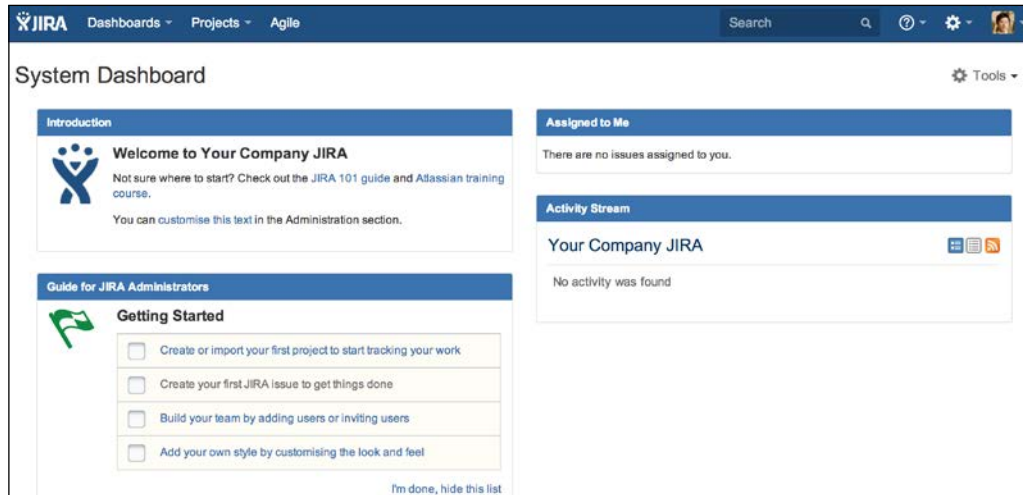 JIRA Dashboards Projects Agile Search
System Dashboard Tools
Introduction
Welcome to Your Company JIRA
Not sure where to start? Check out the JIRA 101 guide and Atlassian training
course.
You can customise this text in the Administration section.
Guide for JIRA Administrators
Getting Started
Create or import your first project to start tracking your work
Create your first JIRA issue to get things done
Build your team by adding users or inviting users
Add your own style by customising the look and feel
I'm done, hide this list
Assigned to Me
There are no issues assigned to you.
Activity Stream
Your Company JIRA
No activity was found